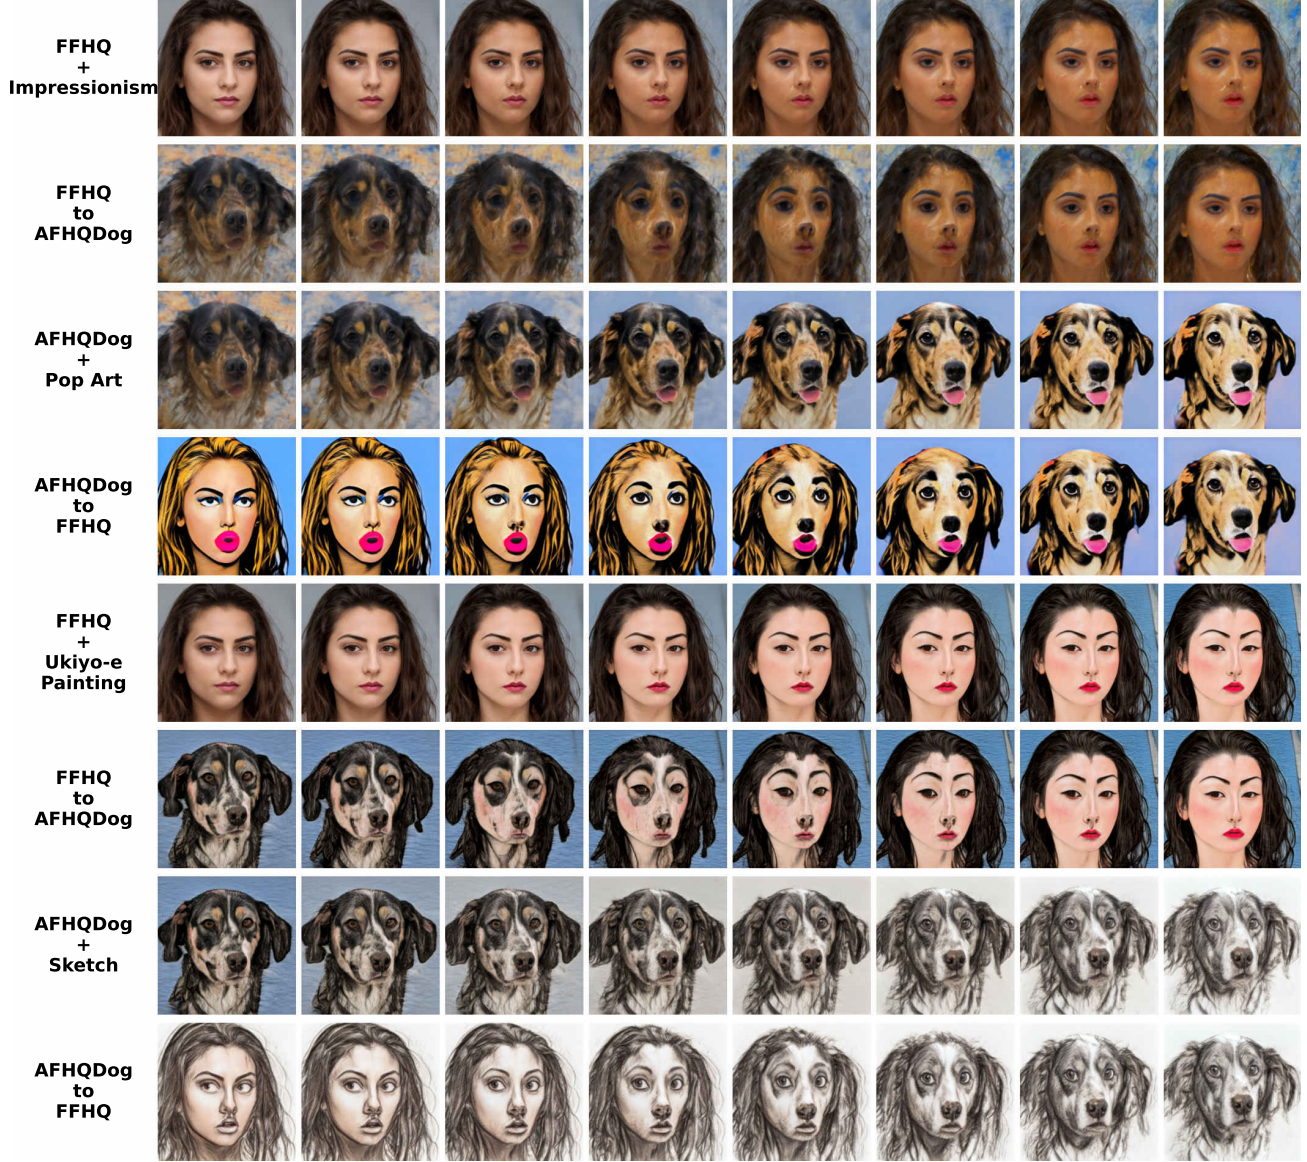 FFHQ
+
Impressionism
FFHQ
to
AFHQDog
AFHQDog
+
Pop Art
AFHQDog
to
FFHQ
FFHQ
+
Ukiyo-e
Painting
FFHQ
to
AFHQDog
AFHQDog
+
Sketch
AFHQDog
to
FFHQ